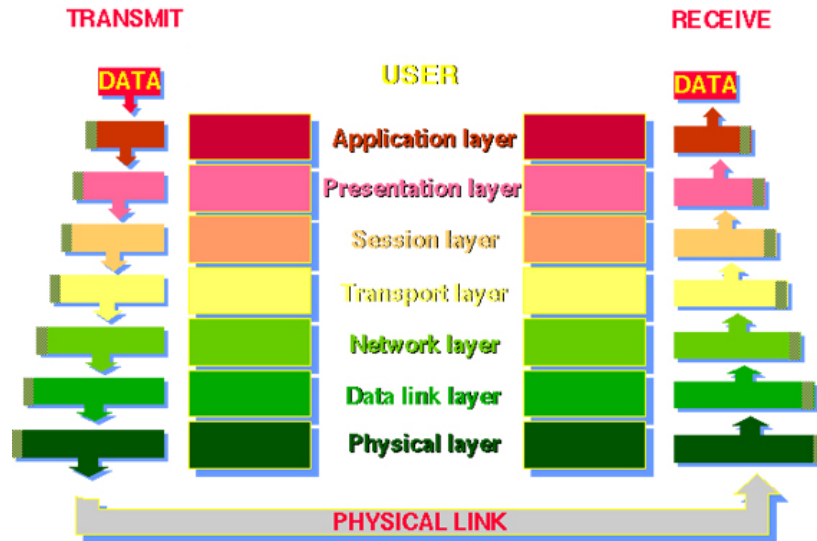 TRANSMIT
RECEIVE
DATA
USER
DATA
Application layer
Presentation layer
Session layer
Transport layer
Network layer
Data link layer
Physical layer
PHYSICAL LINK